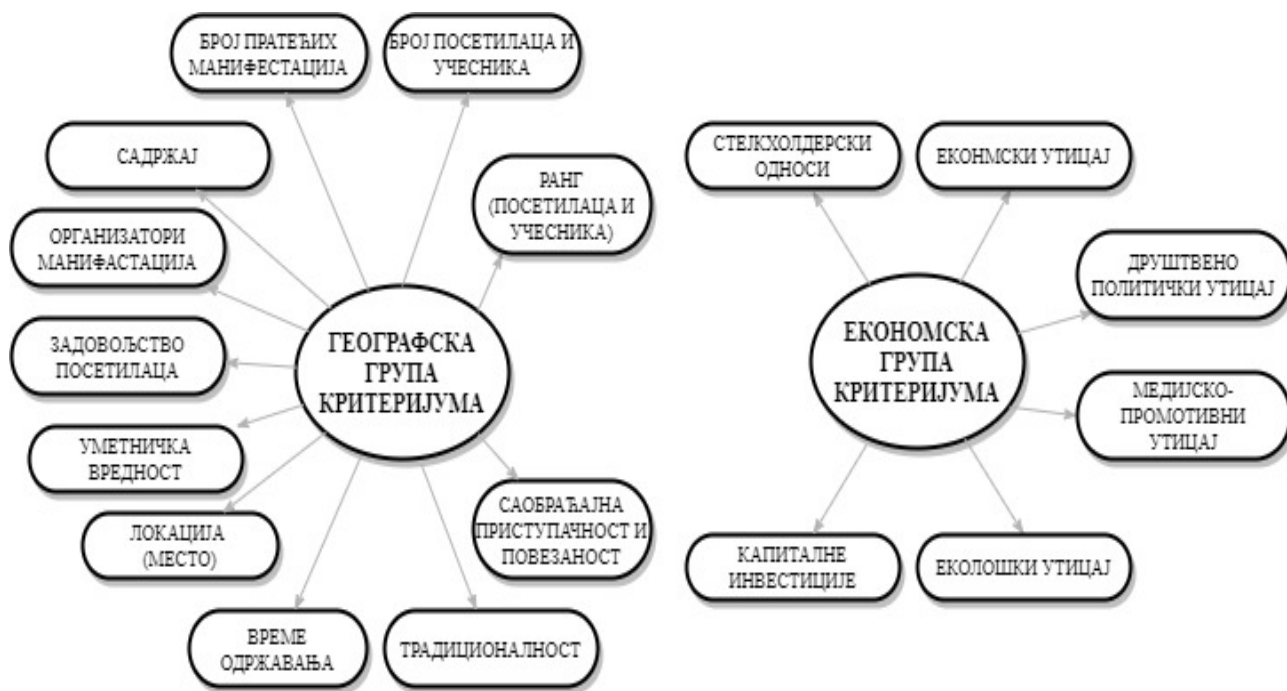 БРОЈ ПРАТЕЋИХ
МАНИФЕСТАЦИЈА
БРОЈ ПОСЕТИЛАЦА И
УЧЕСНИКА
САДРЖАЈ
РАНГ
(ПОСЕТИЛАЦА И
УЧЕСНИКА)
ОРГАНИЗАТОРИ
МАНИФАСТАЦИЈА
ЗАДОВОЉСТВО
ПОСЕТИЛАЦА
ГЕОГРАФСКА
ГРУПА
КРИТЕРИЈУМА
УМЕТНИЧКА
ВРЕДНОСТ
ЛОКАЦИЈА
(МЕСТО)
САОБРАЋАЈНА
ПРИСТУПАЧНОСТ И
ПОВЕЗАНОСТ
ВРЕМЕ
ОДРЖАВАЊА
ТРАДИЦИОНАЛНОСТ
СТЕЈКХОЛДЕРСКИ
ОДНОСИ
ЕКОНМСКИ УТИЦАЈ
ДРУШТВЕНО
ПОЛИТИЧКИ УТИЦАЈ
ЕКОНОМСКА
ГРУПА
КРИТЕРИЈУМА
МЕДИЈСКО-
ПРОМОТИВНИ
УТИЦАЈ
КАПИТАЛНЕ
ИНВЕСТИЦИЈЕ
ЕКОЛОШКИ УТИЦАЈ